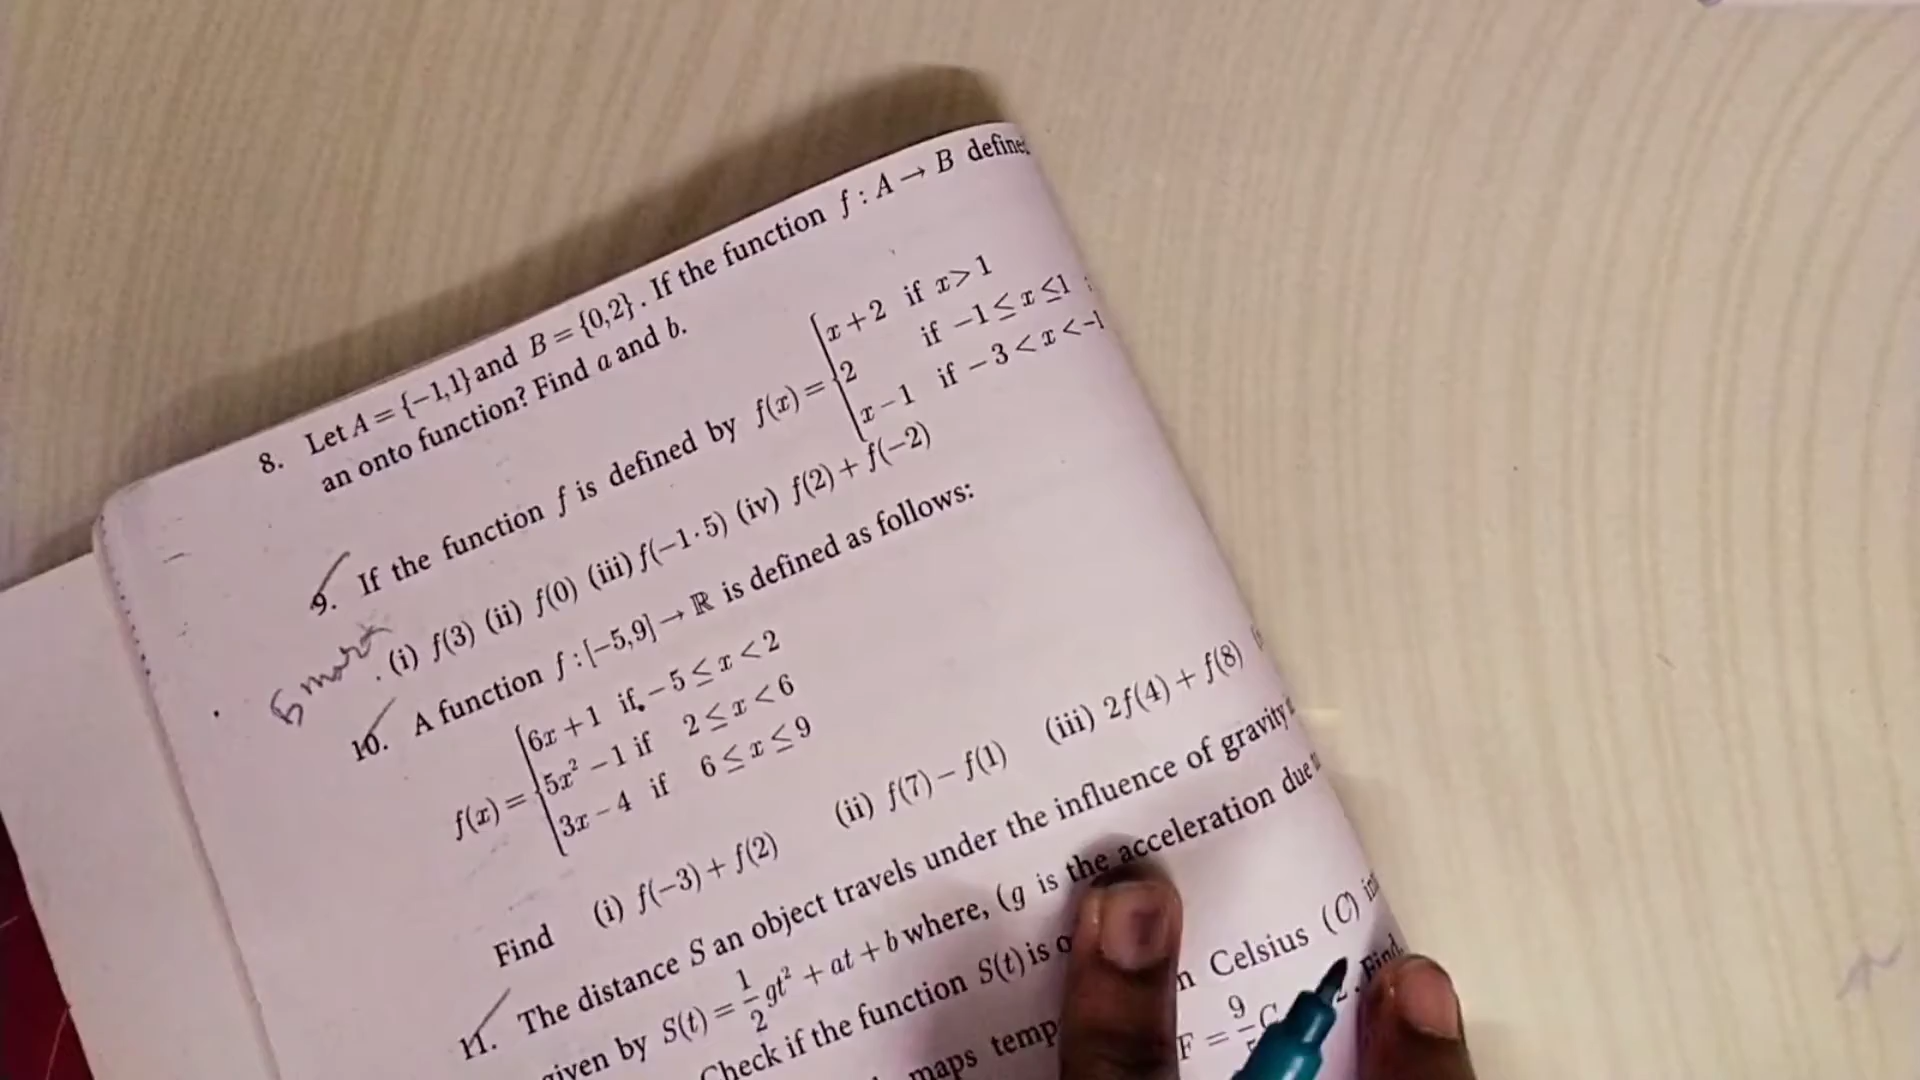 8. Let A = {−1,1} and B = {0,2}. If the function f : A → B define
an onto function? Find a and b.
9. If the function f is defined by f(x) = { x + 2 if x > 1
2 if −1 ≤ x ≤ 1
x − 1 if −3 < x < −1
(i) f(3) (ii) f(0) (iii) f(−1·5) (iv) f(2) + f(−2)
5 mark
10. A function f : [−5,9] → ℝ is defined as follows:
f(x) = { 6x + 1 if −5 ≤ x < 2
5x² − 1 if 2 ≤ x < 6
3x − 4 if 6 ≤ x ≤ 9
Find (i) f(−3) + f(2) (ii) f(7) − f(1) (iii) 2f(4) + f(8)
11. The distance S an object travels under the influence of gravity
given by S(t) = 1/2 gt² + at + b where, (g is the acceleration due
Check if the function S(t) is
maps temp Celsius (C) in
F = 9 C Find